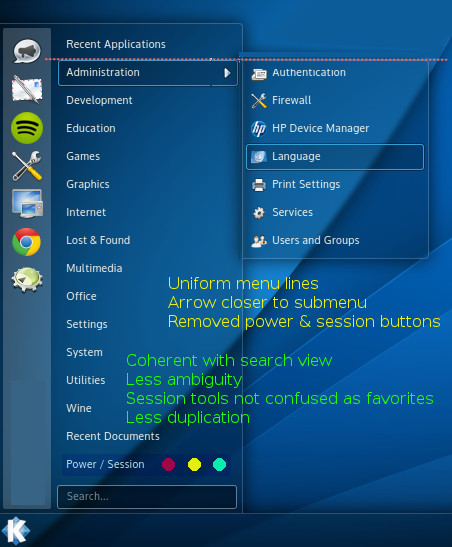 Recent Applications
Administration
Development
Education
Games
Graphics
Internet
Lost & Found
Multimedia
Office
Settings
System
Utilities
Wine
Recent Documents
Power / Session
Search...
Authentication
Firewall
HP Device Manager
Language
Print Settings
Services
Users and Groups
Uniform menu lines
Arrow closer to submenu
Removed power & session buttons
Coherent with search view
Less ambiguity
Session tools not confused as favorites
Less duplication
hp
K